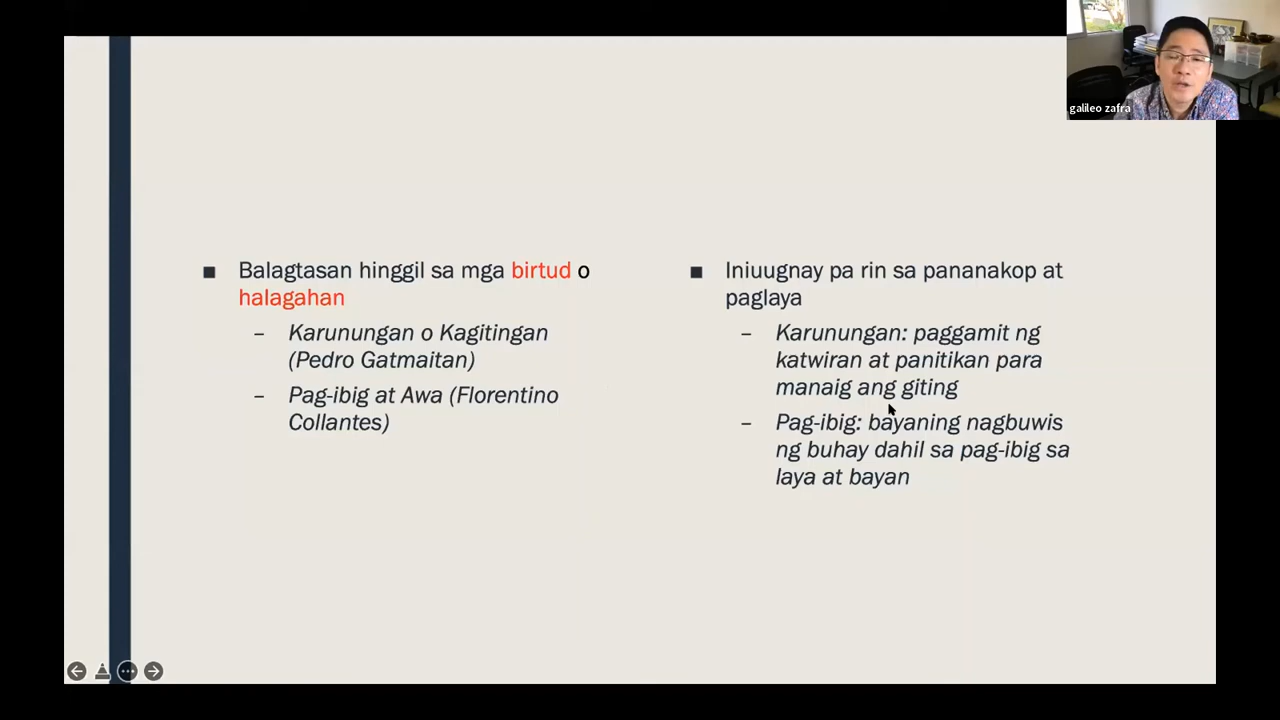 galileo zafra
■ Balagtasan hinggil sa mga birtud o
halagahan
– Karunungan o Kagitingan
(Pedro Gatmaitan)
– Pag-ibig at Awa (Florentino
Collantes)
■ Iniuugnay pa rin sa pananakop at
paglaya
– Karunungan: paggamit ng
katwiran at panitikan para
manaig ang giting
– Pag-ibig: bayaning nagbuwis
ng buhay dahil sa pag-ibig sa
laya at bayan